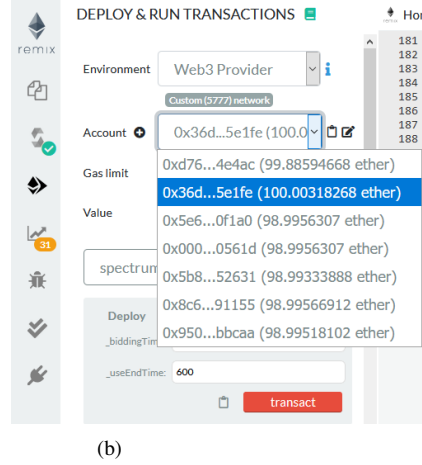 DEPLOY & RUN TRANSACTIONS
Hom
remix
Environment
Web3 Provider
i
Custom (5777) network
Account
0x36d...5e1fe (100.0
Gas limit
Value
0xd76...4e4ac (99.88594668 ether)
0x36d...5e1fe (100.00318268 ether)
0x5e6...0f1a0 (98.9956307 ether)
0x000...0561d (98.9956307 ether)
0x5b8...52631 (98.99333888 ether)
0x8c6...91155 (98.99566912 ether)
0x950...bbcaa (98.99518102 ether)
31
spectrum
Deploy
_biddingTim
_useEndTime:
600
transact
181
182
183
184
185
186
187
188
(b)